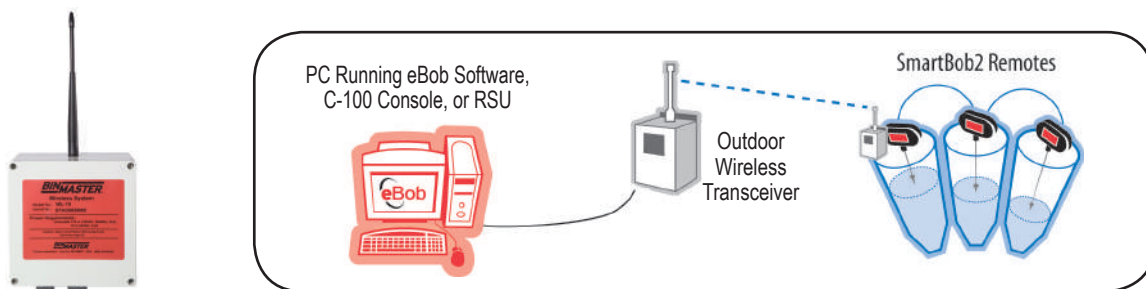 BINMASTER
Wireless System
PC Running eBob Software,
C-100 Console, or RSU
eBob
Outdoor
Wireless
Transceiver
SmartBob2 Remotes
BINMASTER